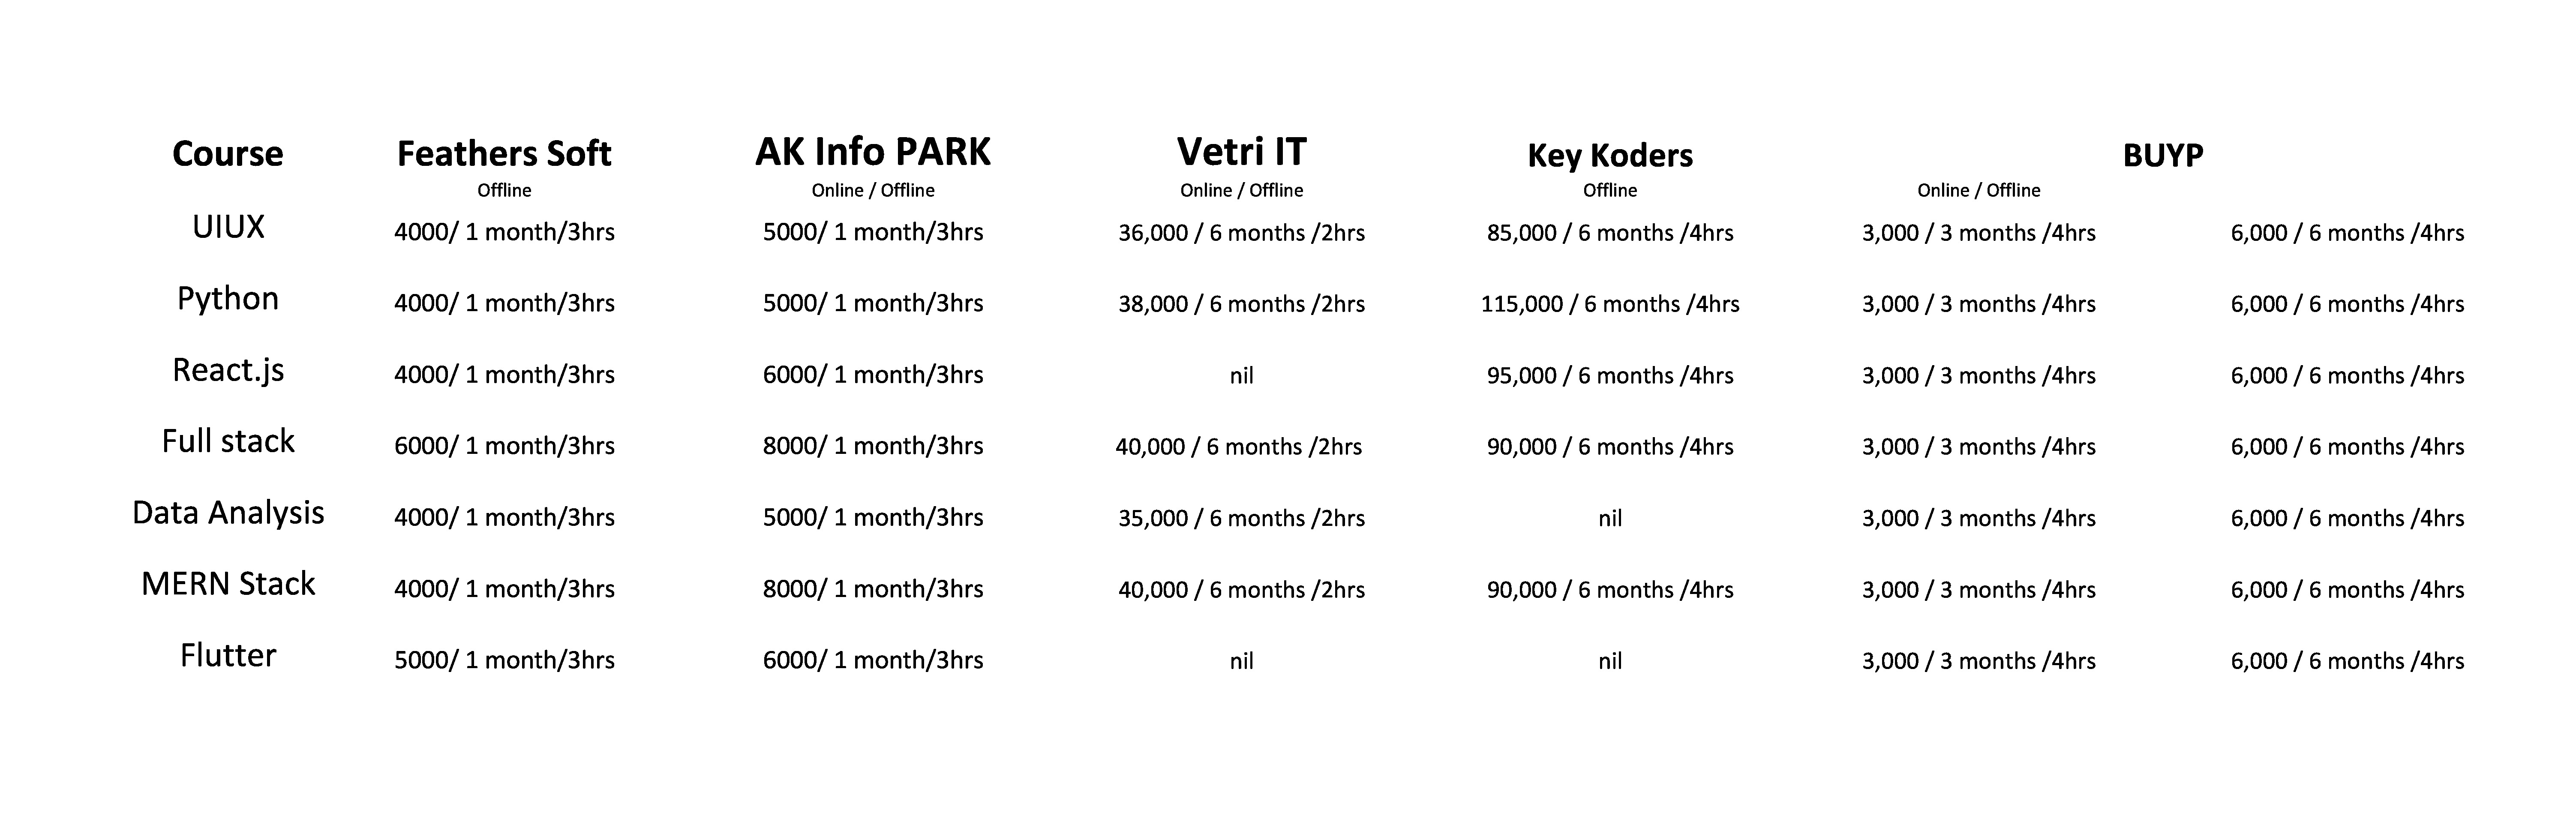 Course Feathers Soft AK Info PARK Vetri IT Key Koders BUYP
Offline Online / Offline Online / Offline Offline Online / Offline
UIUX 4000/ 1 month/3hrs 5000/ 1 month/3hrs 36,000 / 6 months /2hrs 85,000 / 6 months /4hrs 3,000 / 3 months /4hrs 6,000 / 6 months /4hrs
Python 4000/ 1 month/3hrs 5000/ 1 month/3hrs 38,000 / 6 months /2hrs 115,000 / 6 months /4hrs 3,000 / 3 months /4hrs 6,000 / 6 months /4hrs
React.js 4000/ 1 month/3hrs 6000/ 1 month/3hrs nil 95,000 / 6 months /4hrs 3,000 / 3 months /4hrs 6,000 / 6 months /4hrs
Full stack 6000/ 1 month/3hrs 8000/ 1 month/3hrs 40,000 / 6 months /2hrs 90,000 / 6 months /4hrs 3,000 / 3 months /4hrs 6,000 / 6 months /4hrs
Data Analysis 4000/ 1 month/3hrs 5000/ 1 month/3hrs 35,000 / 6 months /2hrs nil 3,000 / 3 months /4hrs 6,000 / 6 months /4hrs
MERN Stack 4000/ 1 month/3hrs 8000/ 1 month/3hrs 40,000 / 6 months /2hrs 90,000 / 6 months /4hrs 3,000 / 3 months /4hrs 6,000 / 6 months /4hrs
Flutter 5000/ 1 month/3hrs 6000/ 1 month/3hrs nil nil 3,000 / 3 months /4hrs 6,000 / 6 months /4hrs